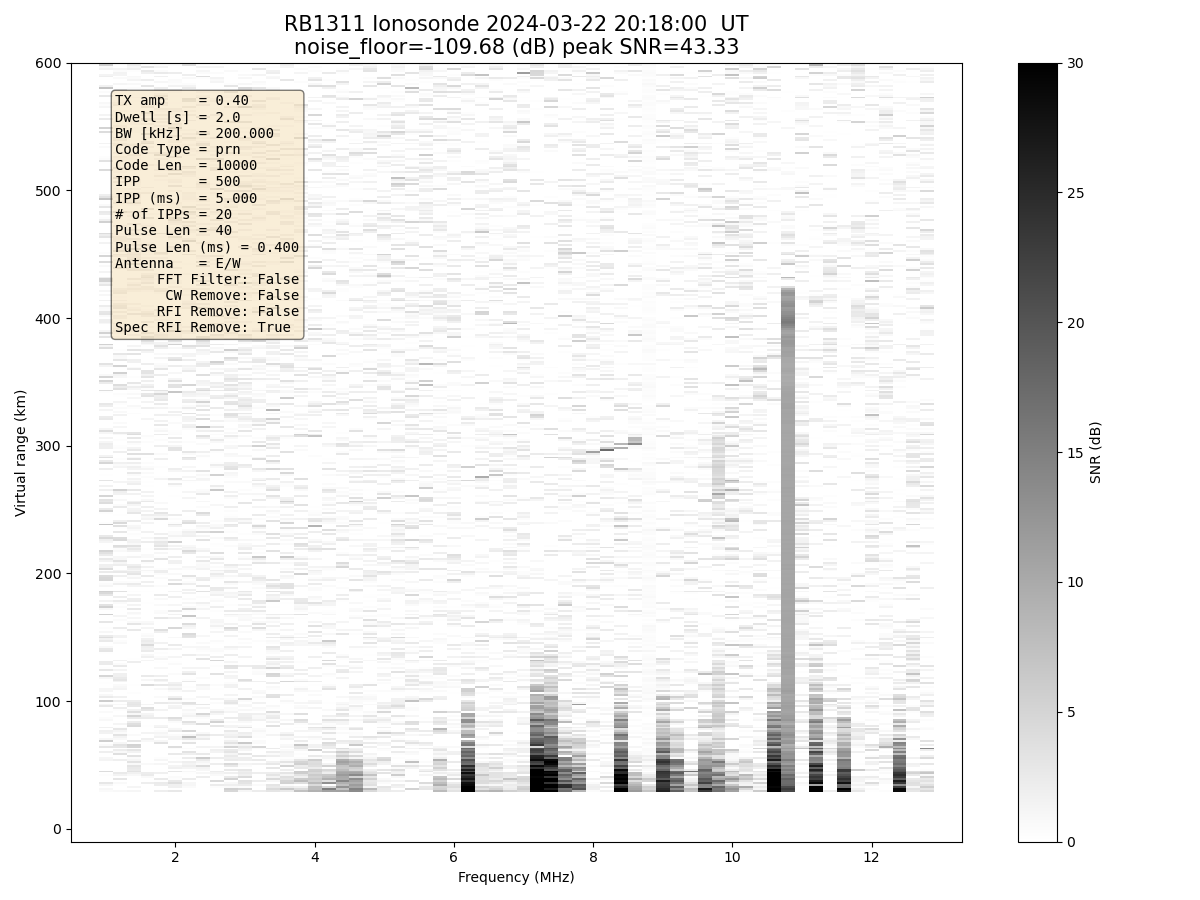 RB1311 Ionosonde 2024-03-22 20:18:00  UT
noise_floor=-109.68 (dB) peak SNR=43.33
TX amp    = 0.40
Dwell [s] = 2.0
BW [kHz]  = 200.000
Code Type = prn
Code Len  = 10000
IPP       = 500
IPP (ms)  = 5.000
# of IPPs = 20
Pulse Len = 40
Pulse Len (ms) = 0.400
Antenna   = E/W
FFT Filter: False
CW Remove: False
RFI Remove: False
Spec RFI Remove: True
Virtual range (km)
600
500
400
300
200
100
0
2 4 6 8 10 12
Frequency (MHz)
30
25
20
15
10
5
0
SNR (dB)